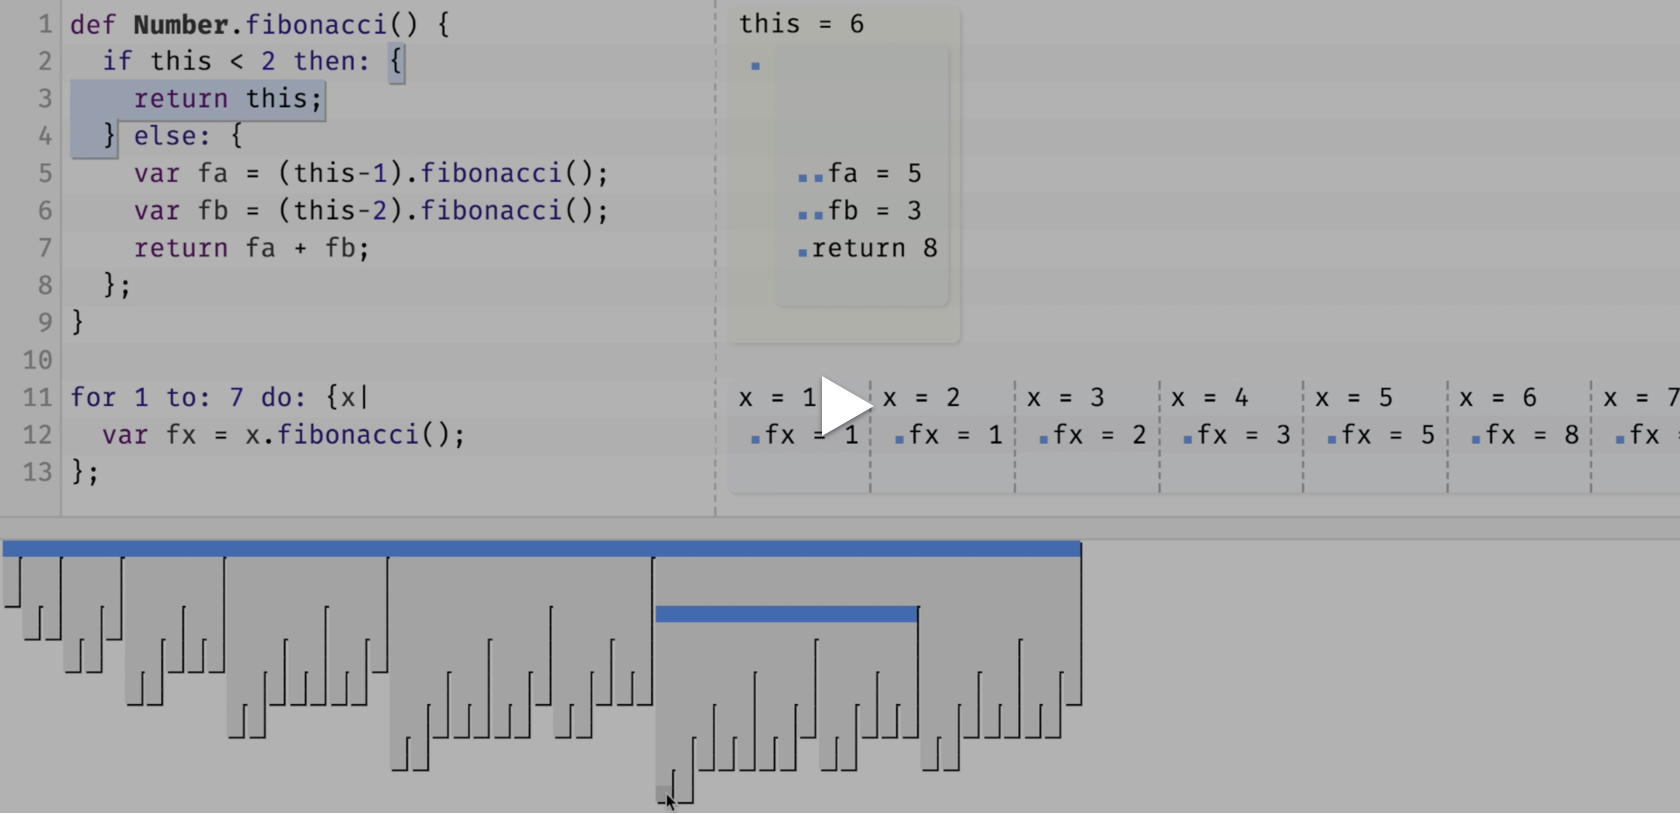 1 def Number.fibonacci() {
2 if this < 2 then: {
3 return this;
4 } else: {
5 var fa = (this-1).fibonacci();
6 var fb = (this-2).fibonacci();
7 return fa + fb;
8 };
9 }
10
11 for 1 to: 7 do: {x|
12 var fx = x.fibonacci();
13 };
this = 6
fa = 5
fb = 3
return 8
x = 1 x = 2 x = 3 x = 4 x = 5 x = 6 x = 7
fx = 1 fx = 1 fx = 2 fx = 3 fx = 5 fx = 8 fx